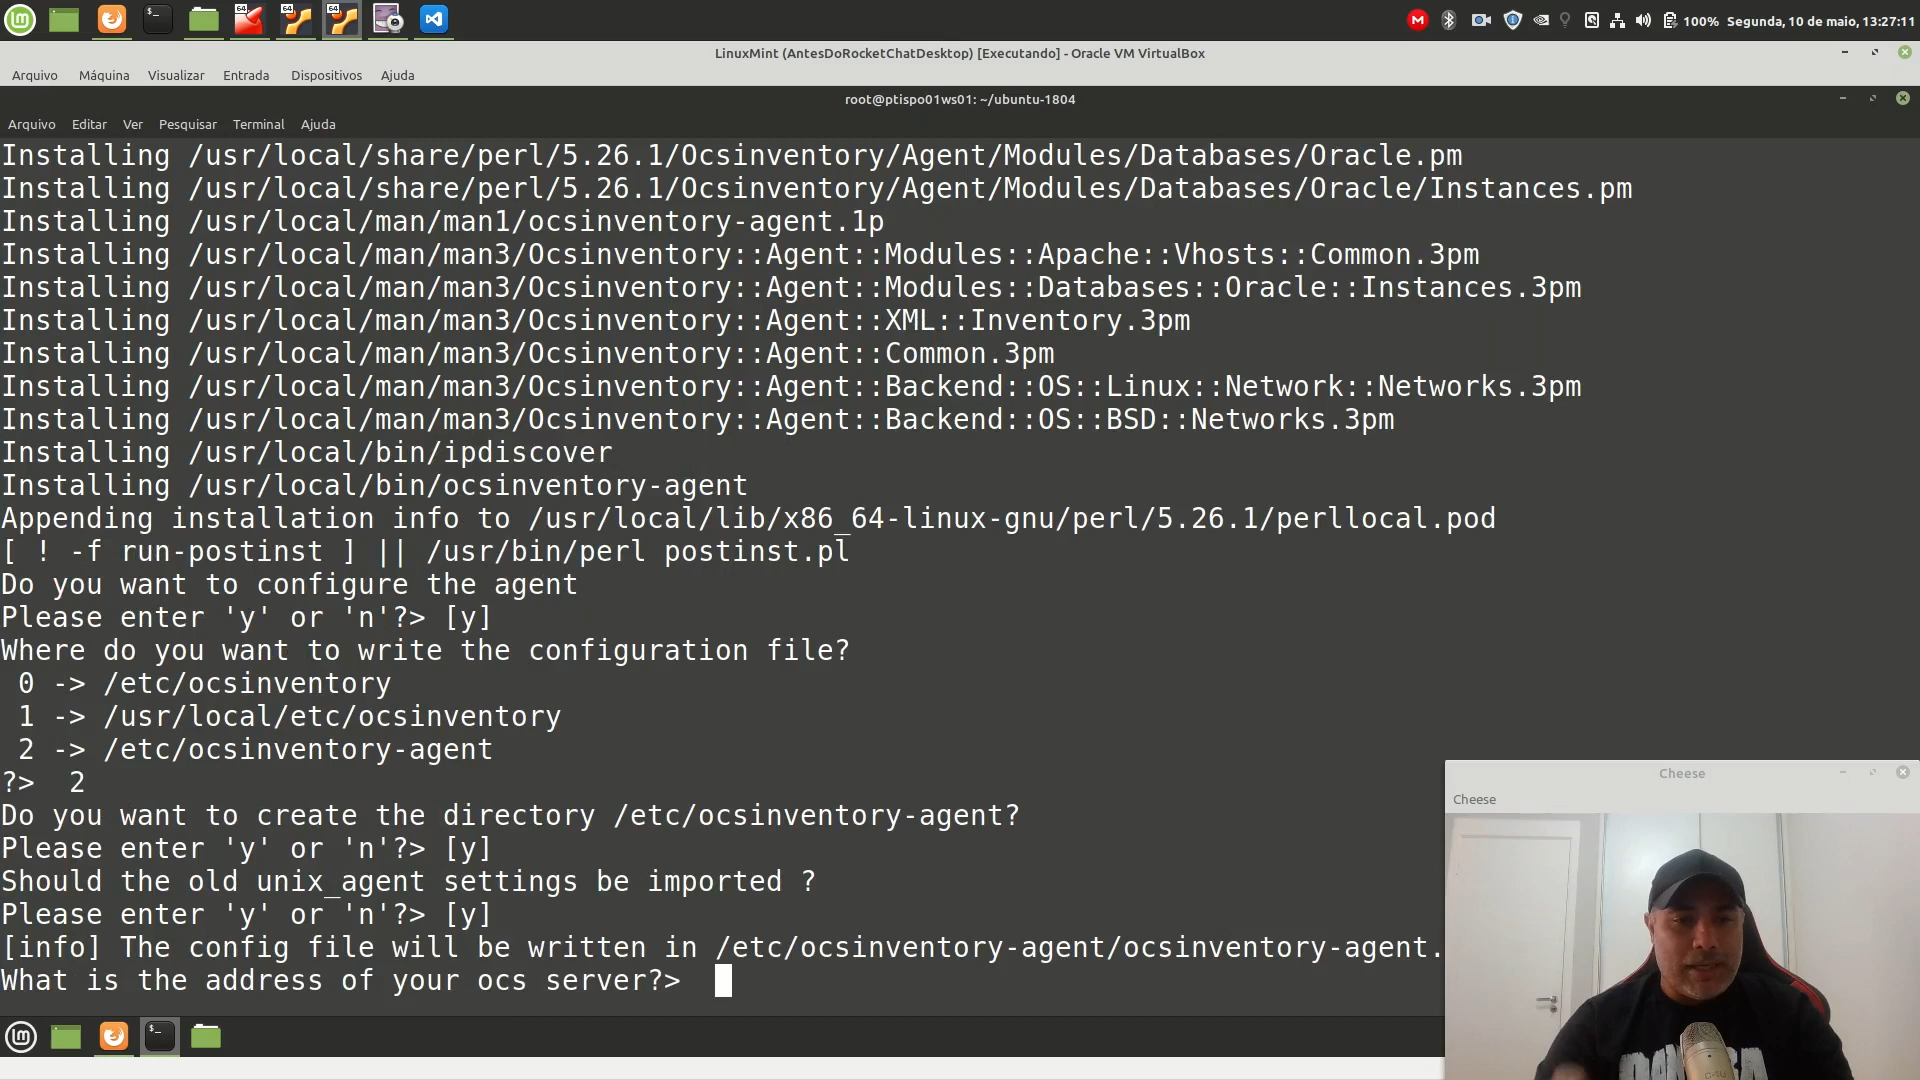 100% Segunda, 10 de maio, 13:27:11
LinuxMint (AntesDoRocketChatDesktop) [Executando] - Oracle VM VirtualBox
Arquivo Máquina Visualizar Entrada Dispositivos Ajuda
root@ptispo01ws01: ~/ubuntu-1804
Arquivo Editar Ver Pesquisar Terminal Ajuda
Installing /usr/local/share/perl/5.26.1/Ocsinventory/Agent/Modules/Databases/Oracle.pm
Installing /usr/local/share/perl/5.26.1/Ocsinventory/Agent/Modules/Databases/Oracle/Instances.pm
Installing /usr/local/man/man1/ocsinventory-agent.1p
Installing /usr/local/man/man3/Ocsinventory::Agent::Modules::Apache::Vhosts::Common.3pm
Installing /usr/local/man/man3/Ocsinventory::Agent::Modules::Databases::Oracle::Instances.3pm
Installing /usr/local/man/man3/Ocsinventory::Agent::XML::Inventory.3pm
Installing /usr/local/man/man3/Ocsinventory::Agent::Common.3pm
Installing /usr/local/man/man3/Ocsinventory::Agent::Backend::OS::Linux::Network::Networks.3pm
Installing /usr/local/man/man3/Ocsinventory::Agent::Backend::OS::BSD::Networks.3pm
Installing /usr/local/bin/ipdiscover
Installing /usr/local/bin/ocsinventory-agent
Appending installation info to /usr/local/lib/x86_64-linux-gnu/perl/5.26.1/perllocal.pod
[ ! -f run-postinst ] || /usr/bin/perl postinst.pl
Do you want to configure the agent
Please enter 'y' or 'n'?> [y]
Where do you want to write the configuration file?
0 -> /etc/ocsinventory
1 -> /usr/local/etc/ocsinventory
2 -> /etc/ocsinventory-agent
?> 2
Do you want to create the directory /etc/ocsinventory-agent?
Please enter 'y' or 'n'?> [y]
Should the old unix_agent settings be imported ?
Please enter 'y' or 'n'?> [y]
[info] The config file will be written in /etc/ocsinventory-agent/ocsinventory-agent.
What is the address of your ocs server?>
Cheese
Cheese